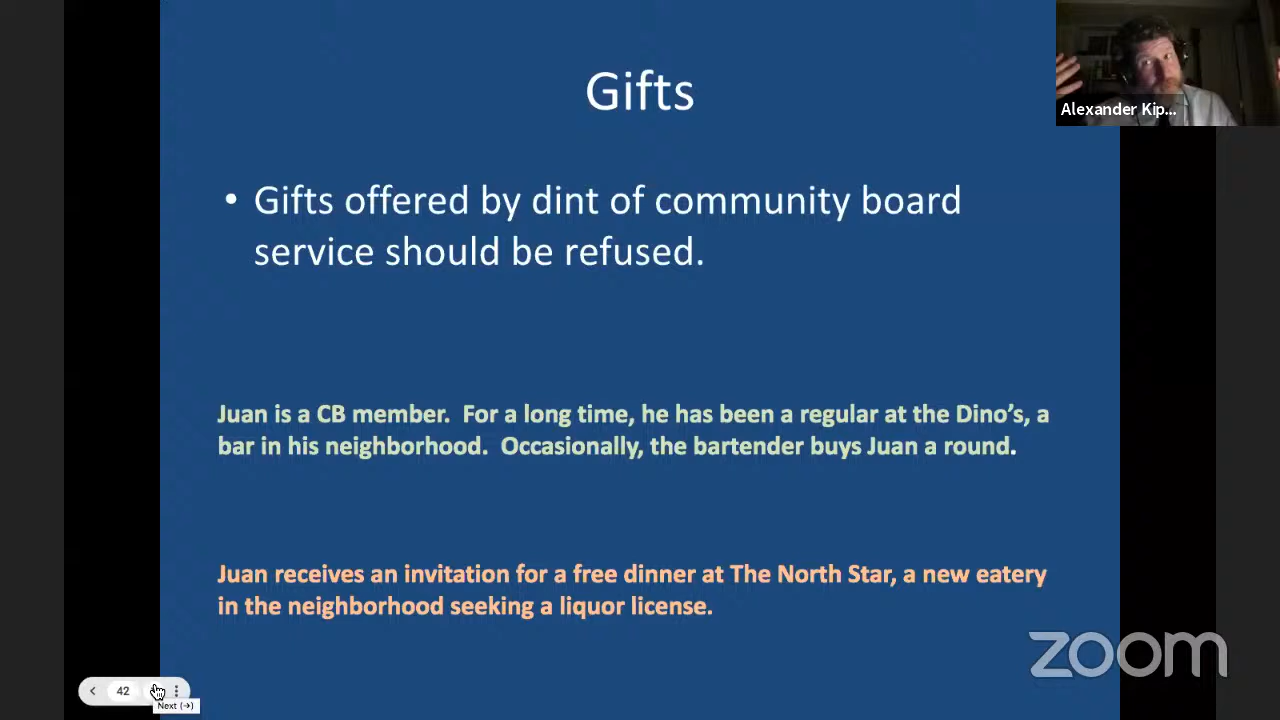 Gifts
Alexander Kip...
• Gifts offered by dint of community board
service should be refused.
Juan is a CB member. For a long time, he has been a regular at the Dino's, a
bar in his neighborhood. Occasionally, the bartender buys Juan a round.
Juan receives an invitation for a free dinner at The North Star, a new eatery
in the neighborhood seeking a liquor license.
zoom
42
Next (→)